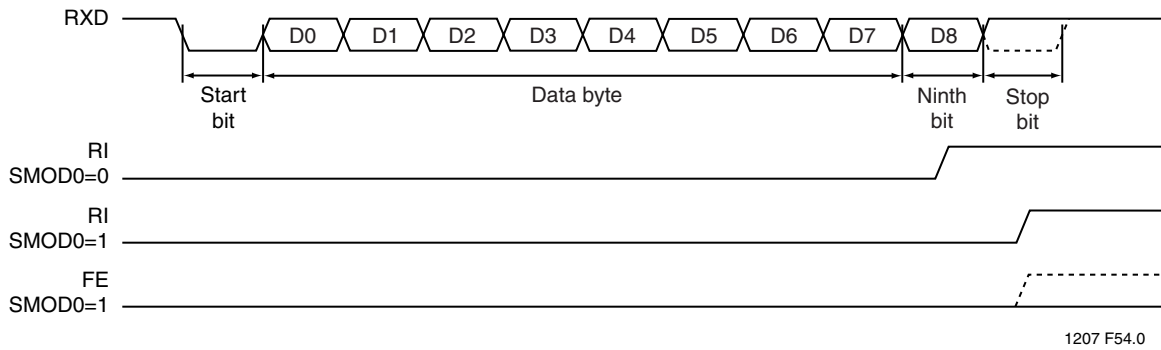 RXD
D0 D1 D2 D3 D4 D5 D6 D7 D8
Start
bit
Data byte
Ninth
bit
Stop
bit
RI
SMOD0=0
RI
SMOD0=1
FE
SMOD0=1
1207 F54.0